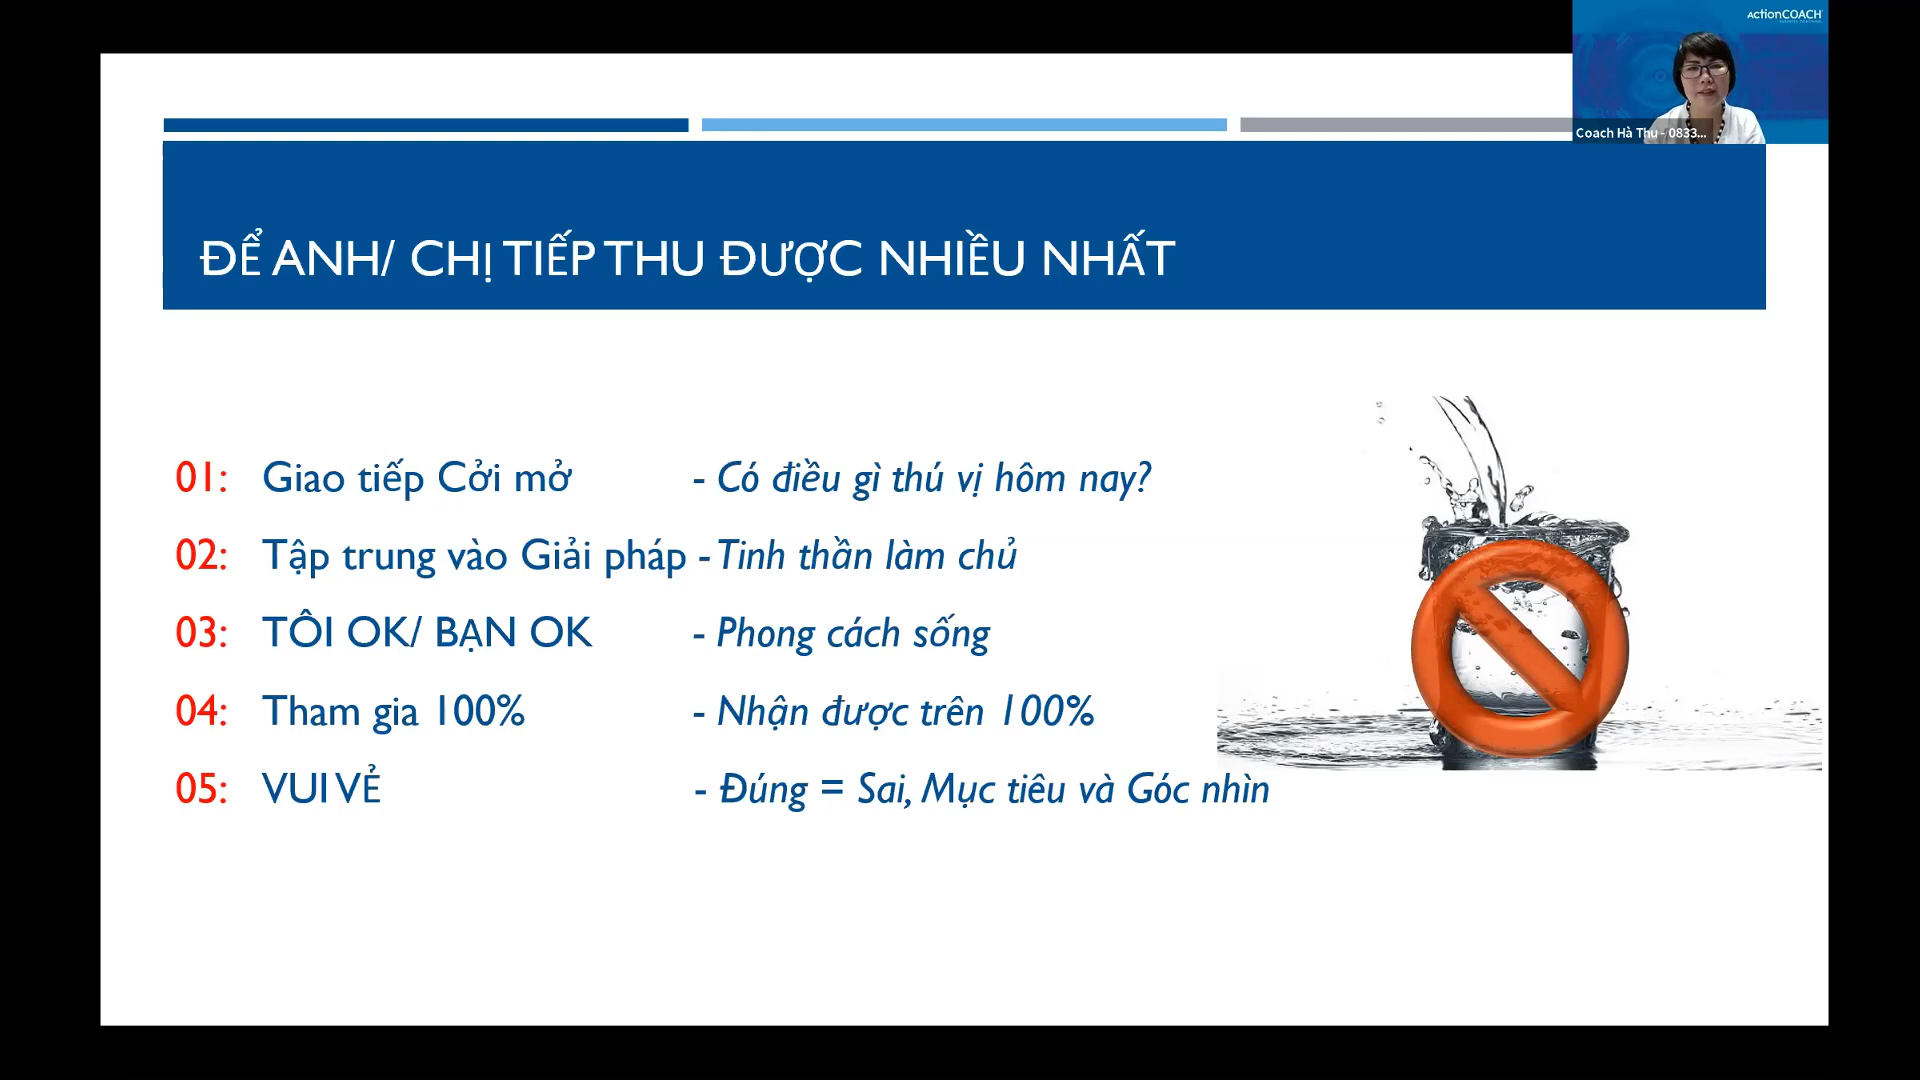 ActionCOACH
Coach Hà Thu - 0833...
ĐỂ ANH/ CHỊ TIẾP THU ĐƯỢC NHIỀU NHẤT
01: Giao tiếp Cởi mở - Có điều gì thú vị hôm nay?
02: Tập trung vào Giải pháp - Tinh thần làm chủ
03: TÔI OK/ BẠN OK - Phong cách sống
04: Tham gia 100% - Nhận được trên 100%
05: VUI VẺ - Đúng = Sai, Mục tiêu và Góc nhìn